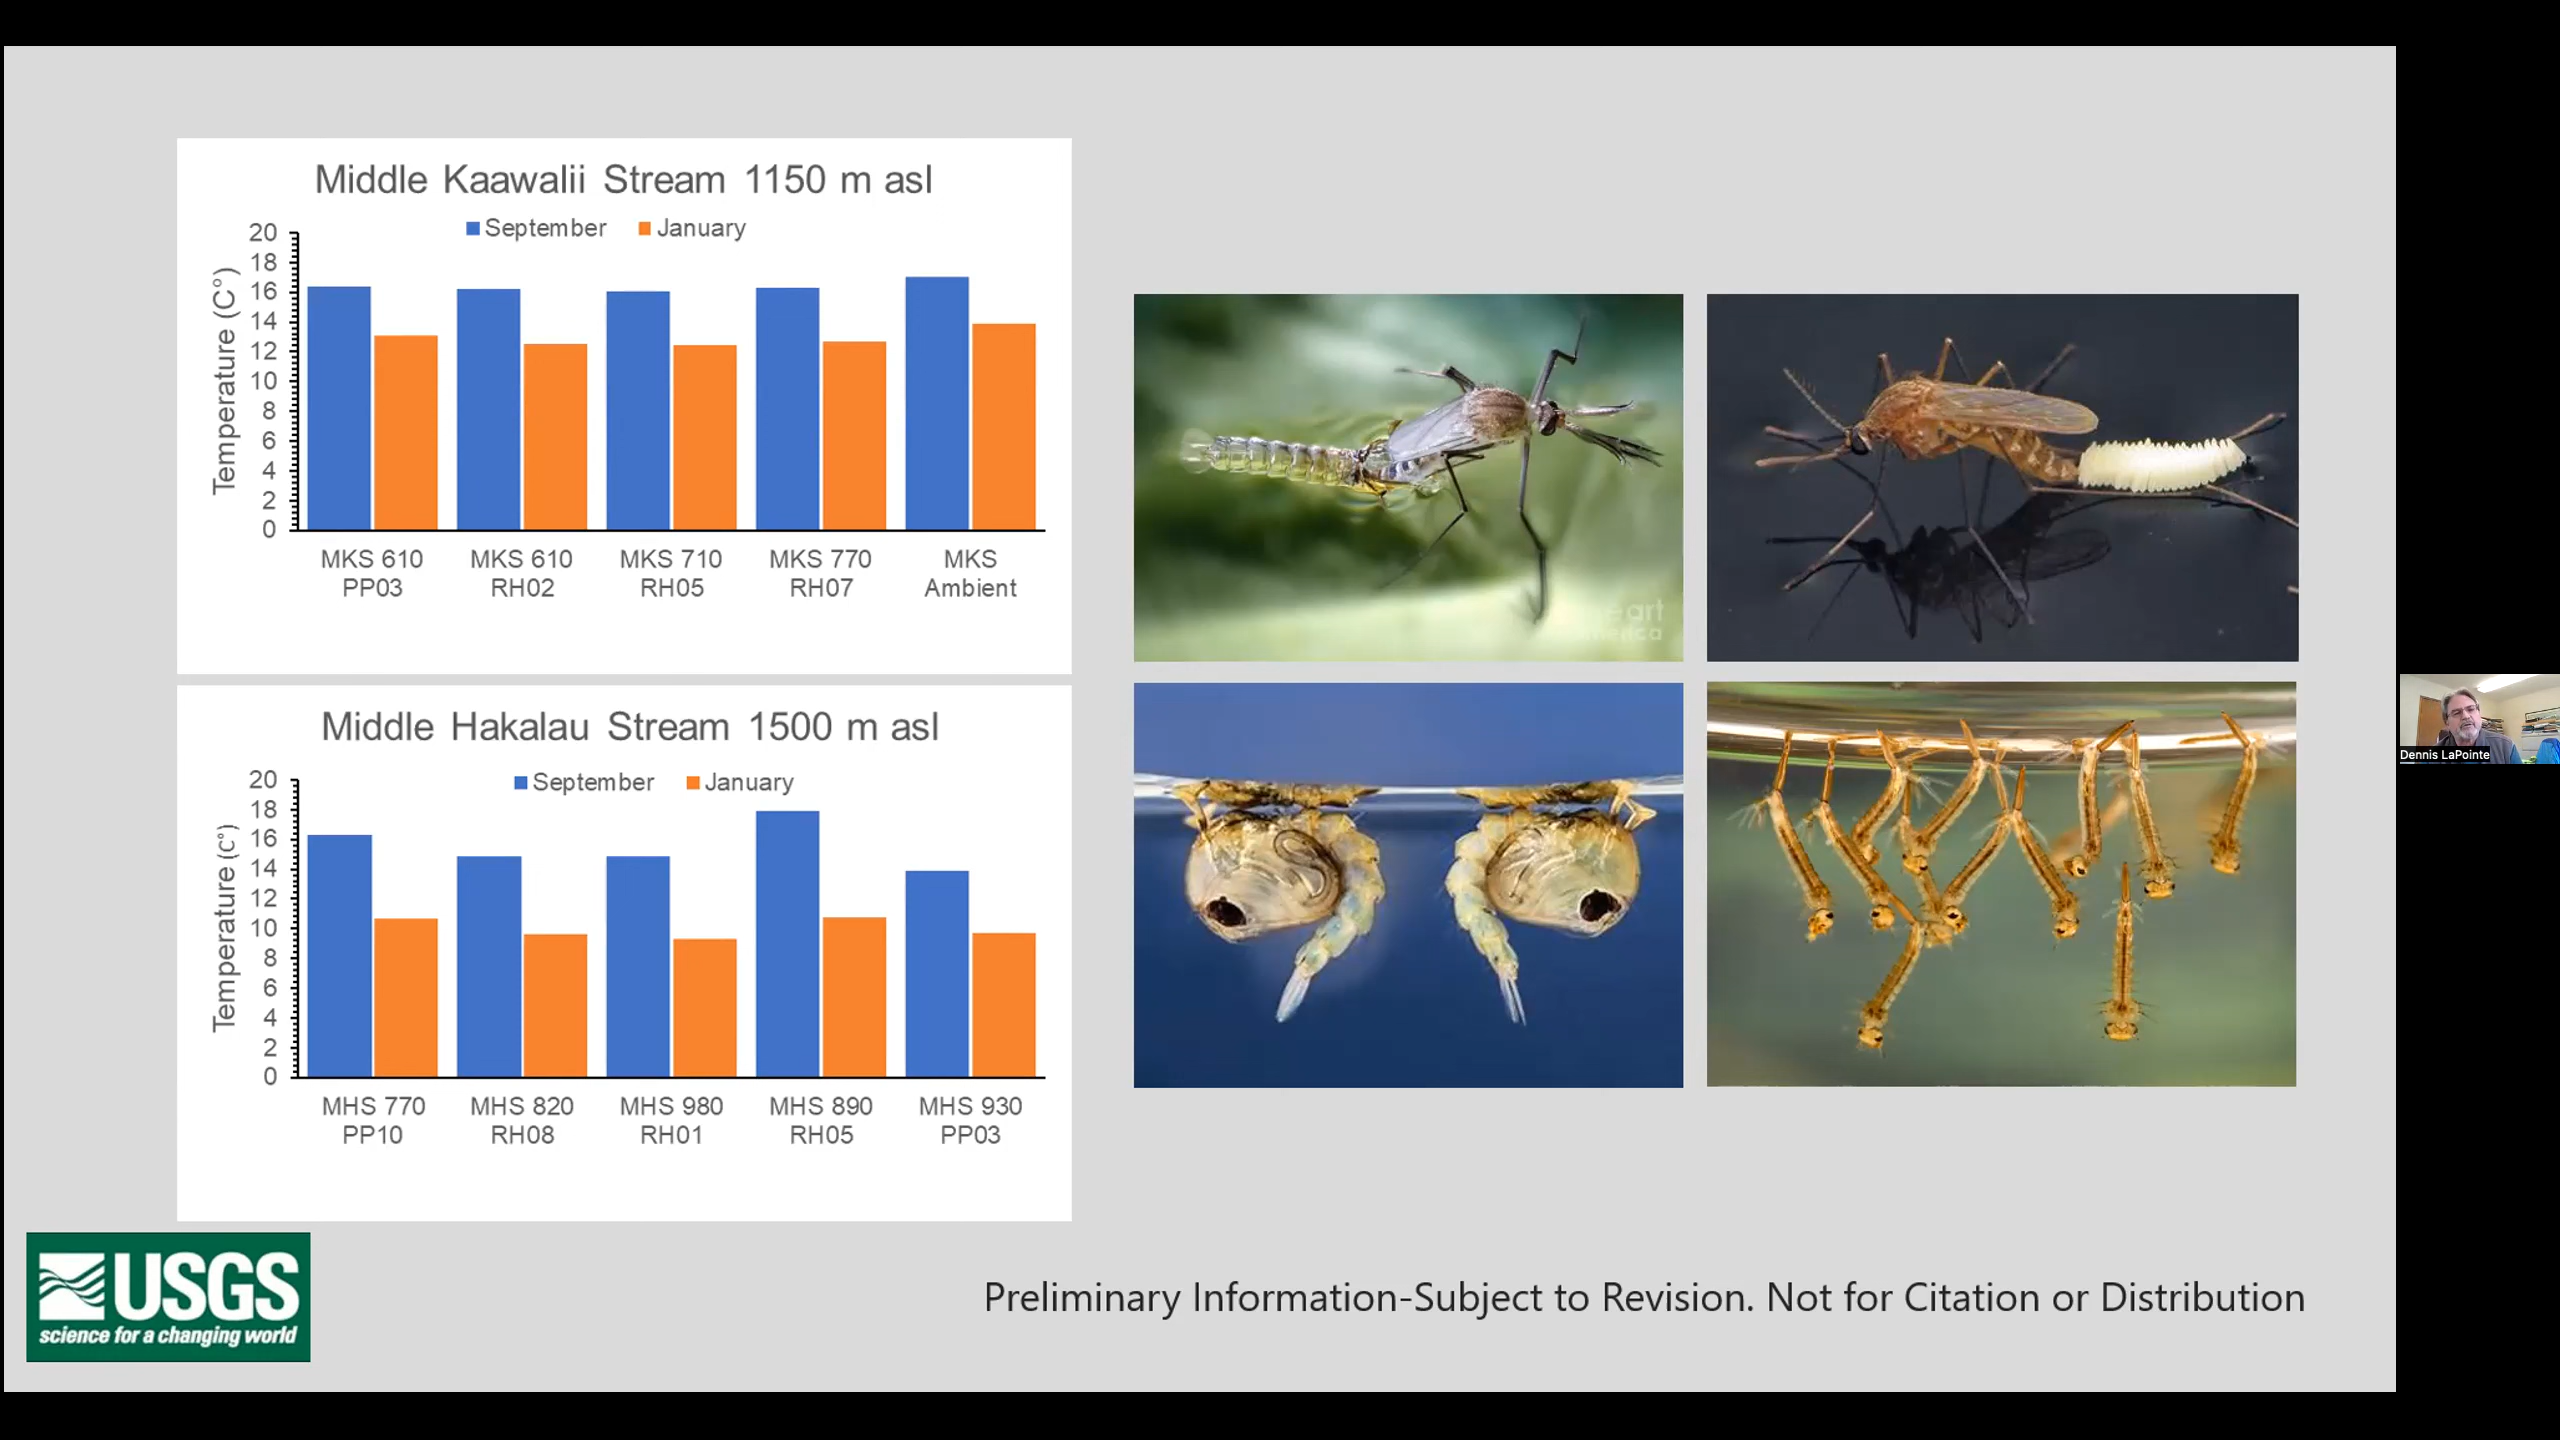 Middle Kaawalii Stream 1150 m asl
September January
Temperature (C°)
20
18
16
14
12
10
8
6
4
2
0
MKS 610 PP03
MKS 610 RH02
MKS 710 RH05
MKS 770 RH07
MKS Ambient
Middle Hakalau Stream 1500 m asl
September January
Temperature (c°)
20
18
16
14
12
10
8
6
4
2
0
MHS 770 PP10
MHS 820 RH08
MHS 980 RH01
MHS 890 RH05
MHS 930 PP03
Dennis LaPointe
USGS
science for a changing world
Preliminary Information-Subject to Revision. Not for Citation or Distribution